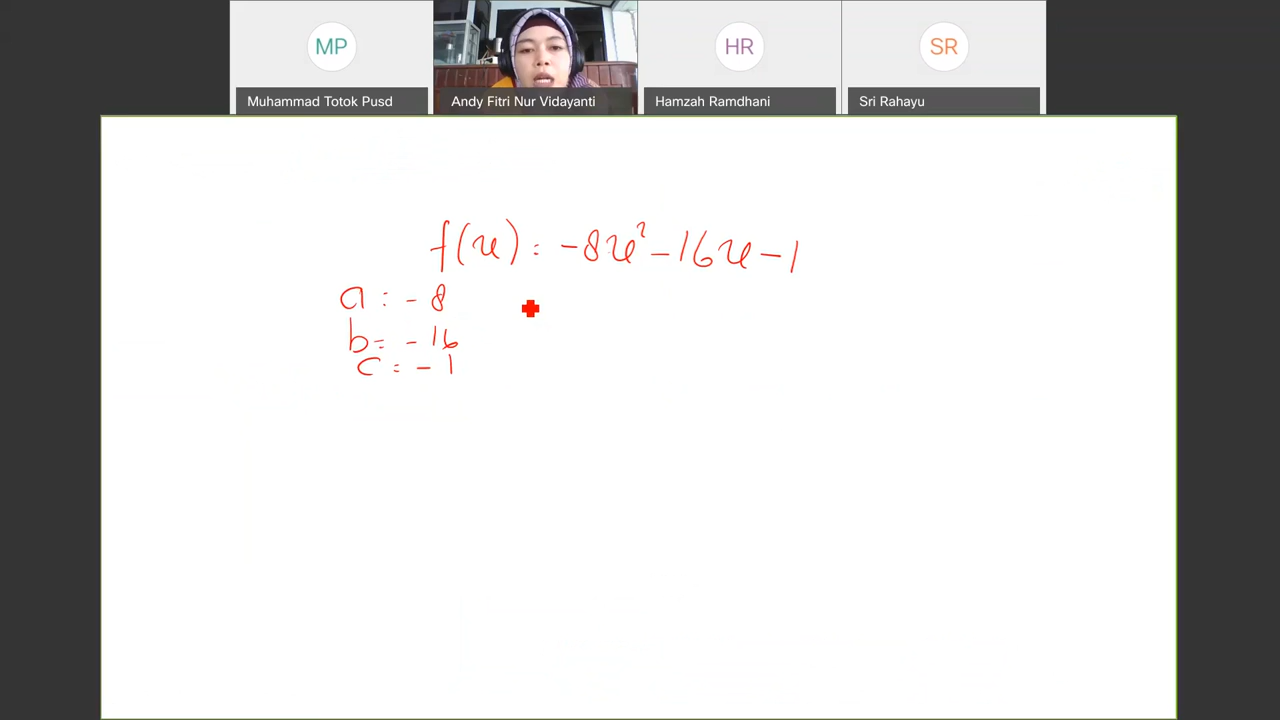 MP
HR
SR
Muhammad Totok Pusd
Andy Fitri Nur Vidayanti
Hamzah Ramdhani
Sri Rahayu
f(x) = -8x² - 16x - 1
a = -8
b = -16
c = -1